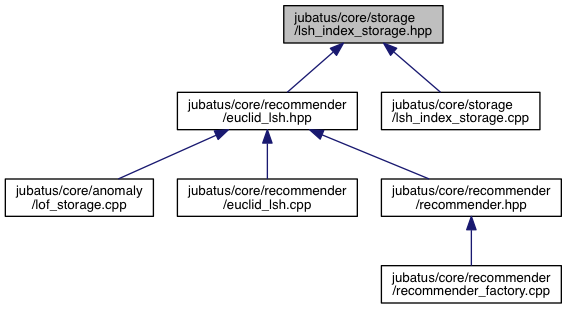 jubatus/core/storage
/lsh_index_storage.hpp
jubatus/core/recommender
/euclid_lsh.hpp
jubatus/core/storage
/lsh_index_storage.cpp
jubatus/core/anomaly
/lof_storage.cpp
jubatus/core/recommender
/euclid_lsh.cpp
jubatus/core/recommender
/recommender.hpp
jubatus/core/recommender
/recommender_factory.cpp